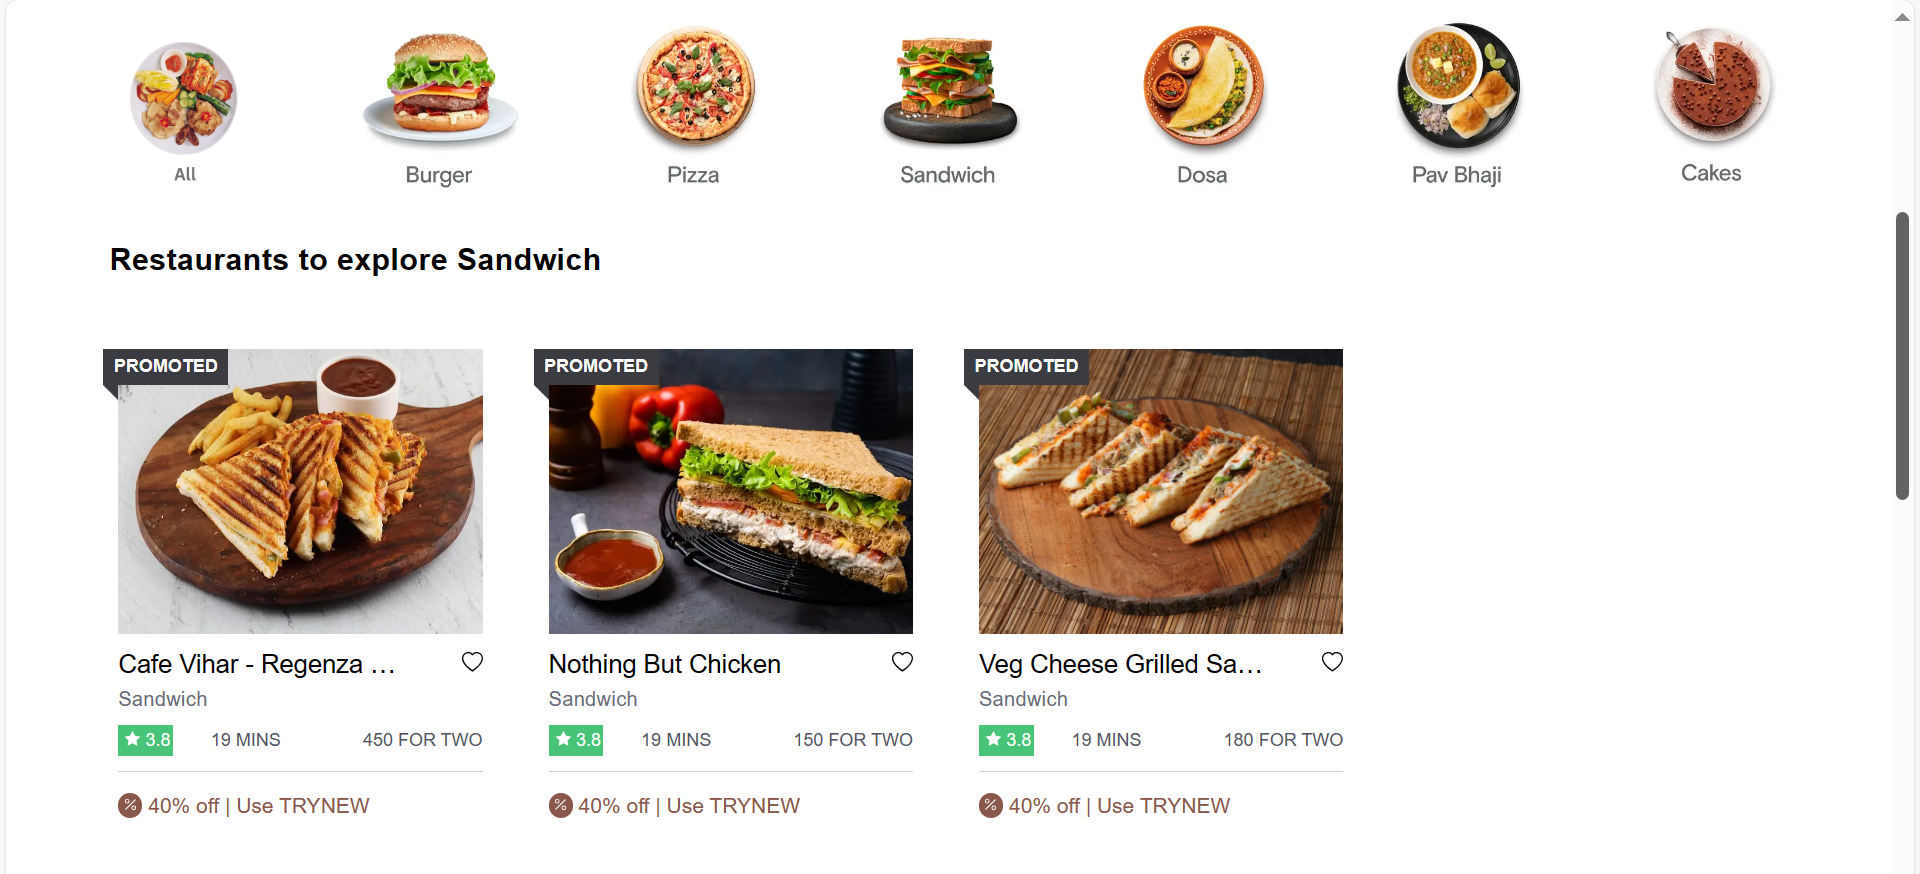 All
Burger
Pizza
Sandwich
Dosa
Pav Bhaji
Cakes
Restaurants to explore Sandwich
PROMOTED
Cafe Vihar - Regenza ...
Sandwich
3.8 19 MINS 450 FOR TWO
40% off | Use TRYNEW
PROMOTED
Nothing But Chicken
Sandwich
3.8 19 MINS 150 FOR TWO
40% off | Use TRYNEW
PROMOTED
Veg Cheese Grilled Sa...
Sandwich
3.8 19 MINS 180 FOR TWO
40% off | Use TRYNEW